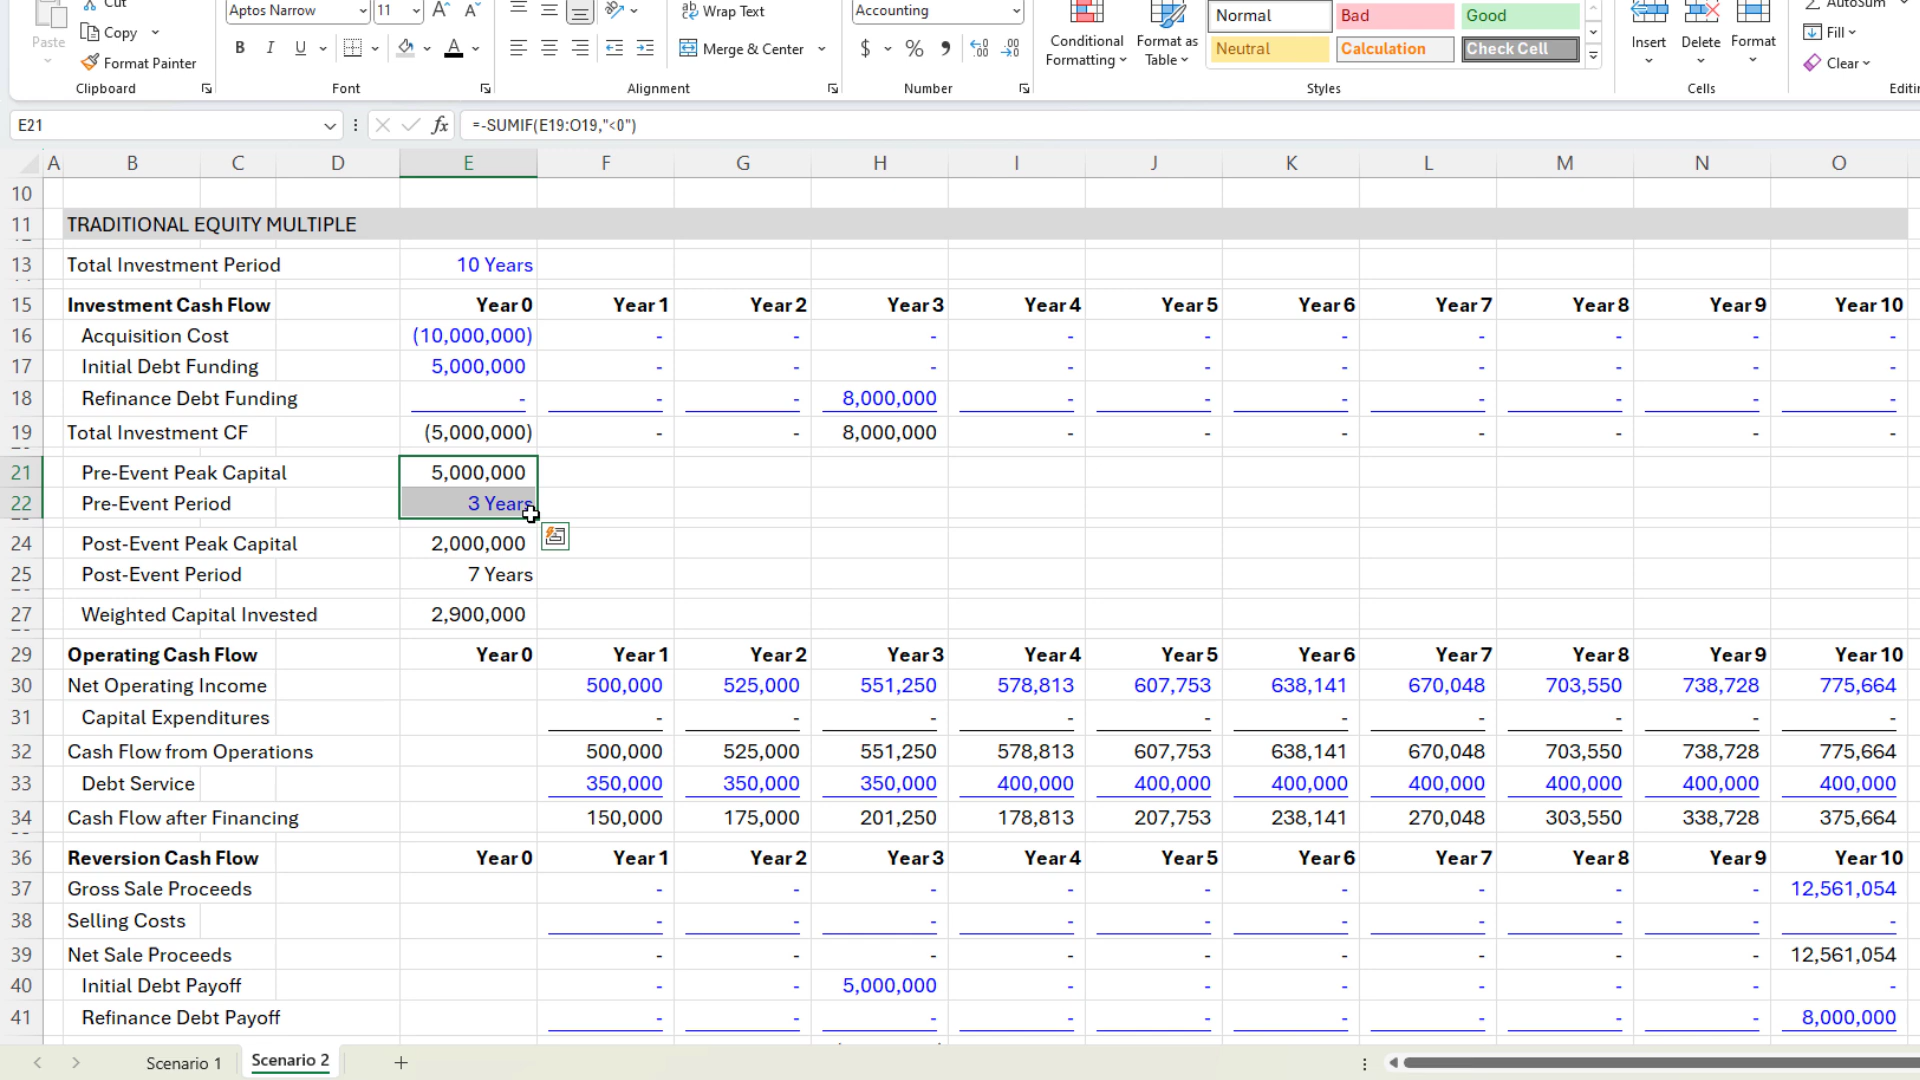 Cut
Paste
Copy
Format Painter
Clipboard
Aptos Narrow 11 A A
B I U A
Font
ab Wrap Text
Merge & Center
Alignment
Accounting
$ % 9 .00 .00
Number
Conditional Formatting
Format as Table
Normal Bad Good
Neutral Calculation Check Cell
Styles
Insert Delete Format
Cells
AutoSum
Fill
Clear
Editin
E21 fx =-SUMIF(E19:O19,"<0")
A B C D E F G H I J K L M N O
10
11 TRADITIONAL EQUITY MULTIPLE
13 Total Investment Period 10 Years
15 Investment Cash Flow Year 0 Year 1 Year 2 Year 3 Year 4 Year 5 Year 6 Year 7 Year 8 Year 9 Year 10
16 Acquisition Cost (10,000,000) - - - - - - - - - -
17 Initial Debt Funding 5,000,000 - - - - - - - - - -
18 Refinance Debt Funding - - - 8,000,000 - - - - - - -
19 Total Investment CF (5,000,000) - - 8,000,000 - - - - - - -
21 Pre-Event Peak Capital 5,000,000
22 Pre-Event Period 3 Years
24 Post-Event Peak Capital 2,000,000
25 Post-Event Period 7 Years
27 Weighted Capital Invested 2,900,000
29 Operating Cash Flow Year 0 Year 1 Year 2 Year 3 Year 4 Year 5 Year 6 Year 7 Year 8 Year 9 Year 10
30 Net Operating Income 500,000 525,000 551,250 578,813 607,753 638,141 670,048 703,550 738,728 775,664
31 Capital Expenditures - - - - - - - - - -
32 Cash Flow from Operations 500,000 525,000 551,250 578,813 607,753 638,141 670,048 703,550 738,728 775,664
33 Debt Service 350,000 350,000 350,000 400,000 400,000 400,000 400,000 400,000 400,000 400,000
34 Cash Flow after Financing 150,000 175,000 201,250 178,813 207,753 238,141 270,048 303,550 338,728 375,664
36 Reversion Cash Flow Year 0 Year 1 Year 2 Year 3 Year 4 Year 5 Year 6 Year 7 Year 8 Year 9 Year 10
37 Gross Sale Proceeds - - - - - - - - - 12,561,054
38 Selling Costs - - - - - - - - - -
39 Net Sale Proceeds - - - - - - - - - 12,561,054
40 Initial Debt Payoff - - 5,000,000 - - - - - - -
41 Refinance Debt Payoff - - - - - - - - - 8,000,000
Scenario 1 Scenario 2 +